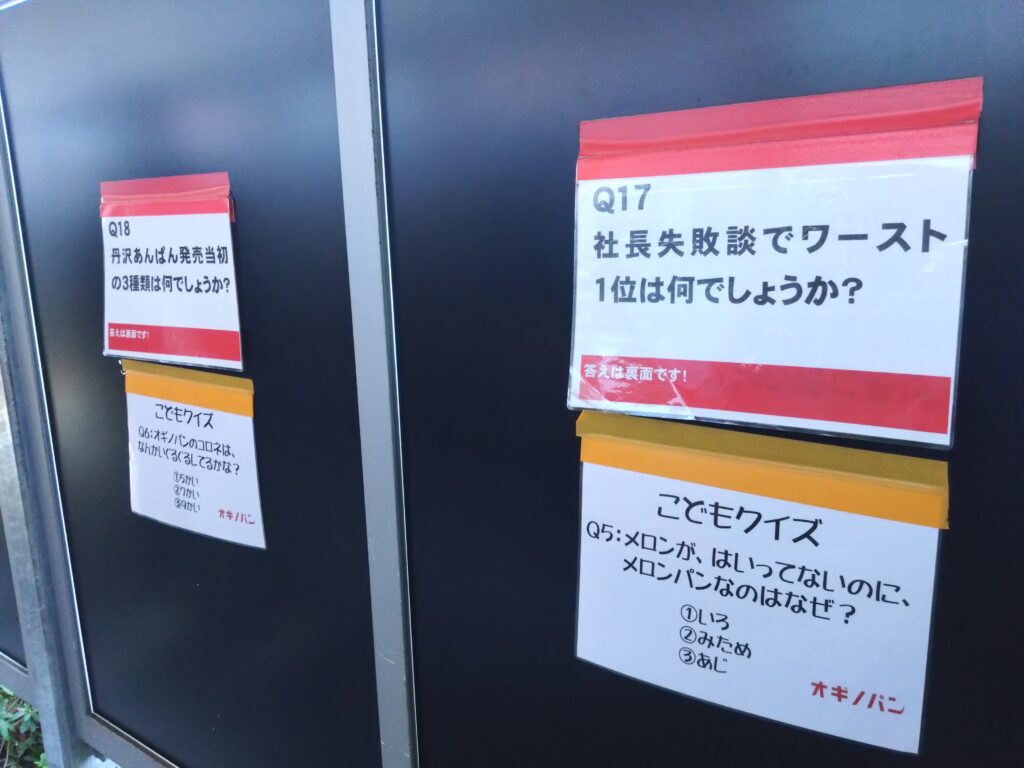 Q18
丹沢あんぱん発売当初
の3種類は何でしょうか?
答えは裏面です!
こどもクイズ
Q6:オギノパンのコロネは、
なんかいぐるぐるしてるかな?
①5かい
②7かい
③9かい
オギノパン
Q17
社長失敗談でワースト
1位は何でしょうか?
答えは裏面です!
こどもクイズ
Q5:メロンが、はいってないのに、
メロンパンなのはなぜ?
①いろ
②みため
③あじ
オギノパン